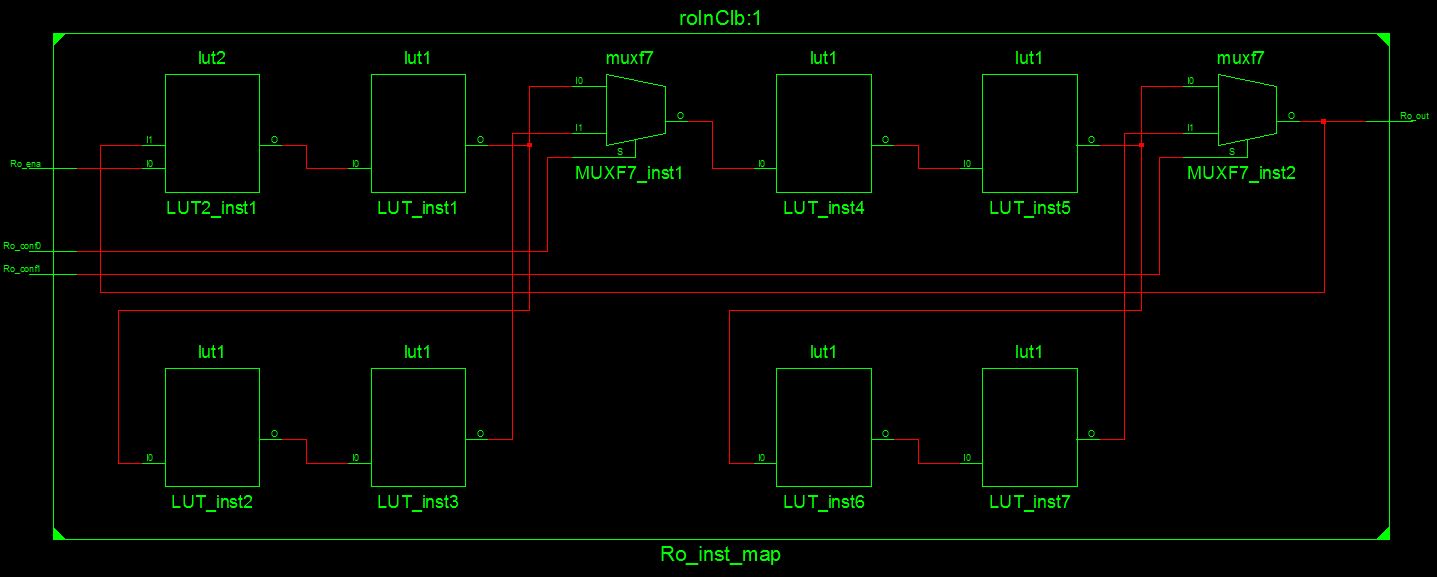 roInClb:1
lut2
lut1
muxf7
lut1
lut1
muxf7
I0
I0
I1
O
O
I1
O
O
O
O
I1
O
Ro_out
Ro_ena
I0
I0
S
I0
I0
S
MUXF7_inst1
MUXF7_inst2
LUT2_inst1
LUT_inst1
LUT_inst4
LUT_inst5
Ro_conf0
Ro_conf1
lut1
lut1
lut1
lut1
O
O
O
O
I0
I0
I0
I0
LUT_inst2
LUT_inst3
LUT_inst6
LUT_inst7
Ro_inst_map